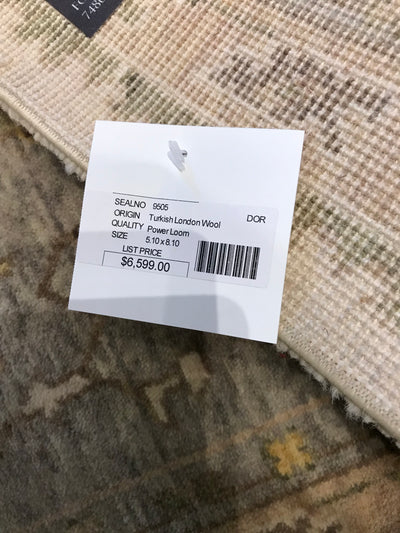 748
SEALNO 9505
ORIGIN Turkish London Wool DOR
QUALITY Power Loom
SIZE 5.10 x 8.10
LIST PRICE
$6,599.00